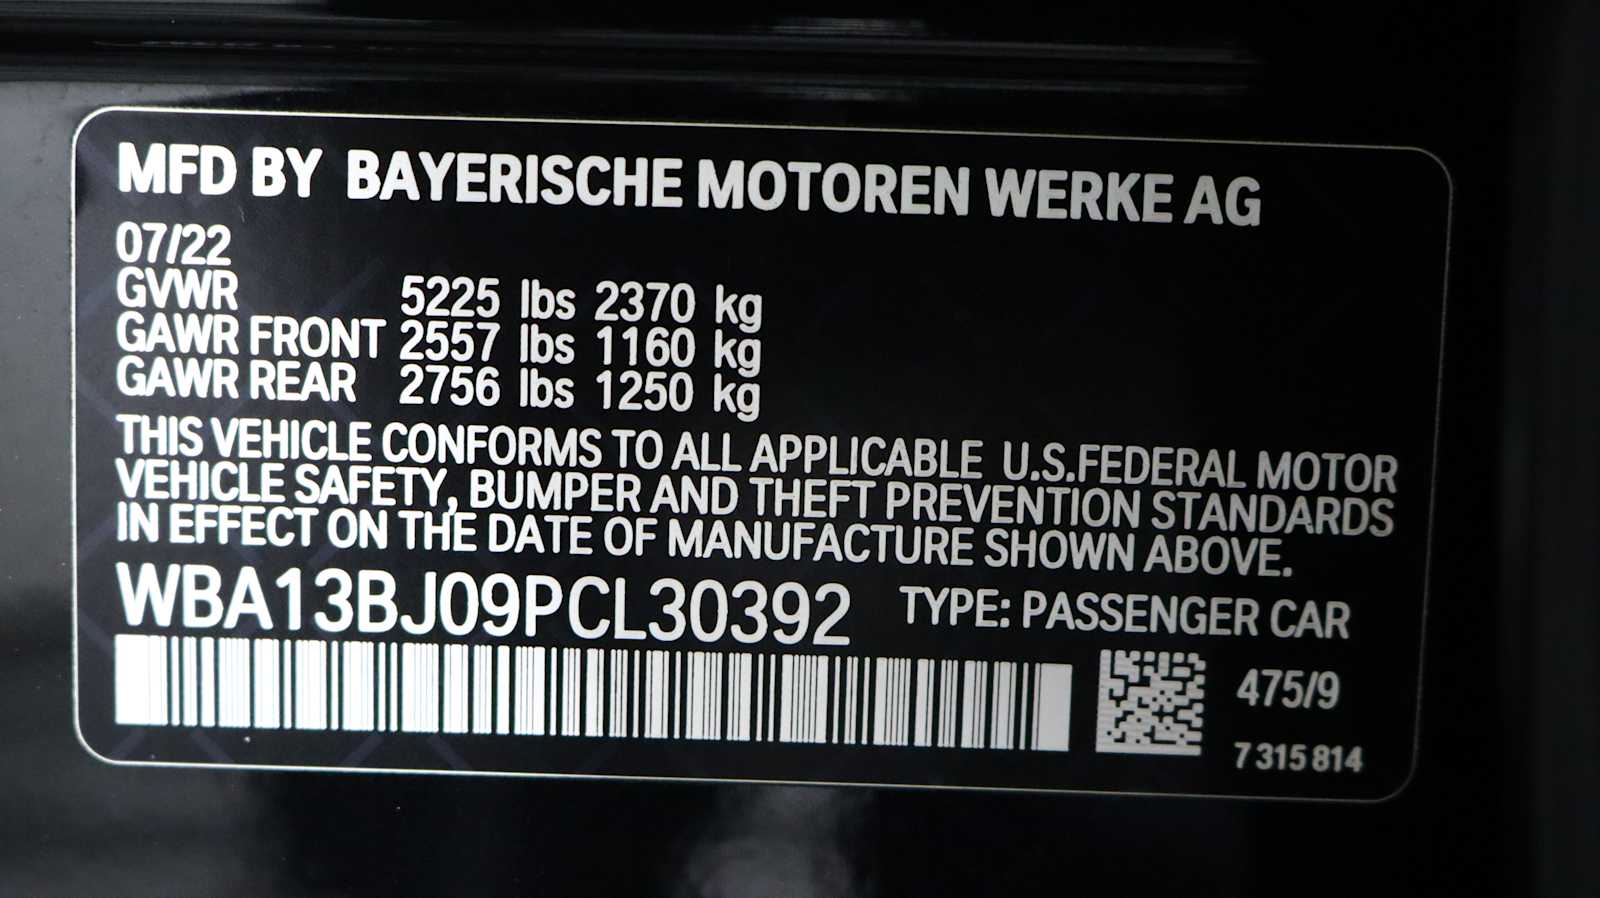 MFD BY BAYERISCHE MOTOREN WERKE AG
07/22
GVWR 5225 lbs 2370 kg
GAWR FRONT 2557 lbs 1160 kg
GAWR REAR 2756 lbs 1250 kg
THIS VEHICLE CONFORMS TO ALL APPLICABLE U.S.FEDERAL MOTOR
VEHICLE SAFETY, BUMPER AND THEFT PREVENTION STANDARDS
IN EFFECT ON THE DATE OF MANUFACTURE SHOWN ABOVE.
WBA13BJ09PCL30392 TYPE: PASSENGER CAR
475/9
7 315 814